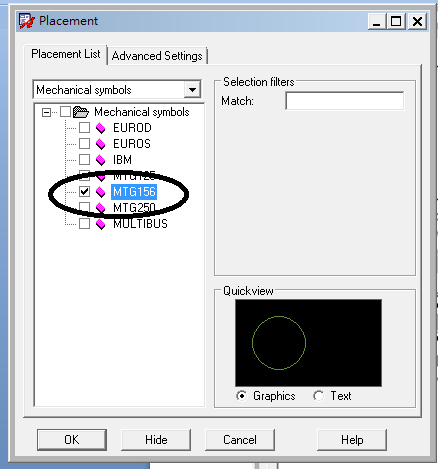 Placement
Placement List
Advanced Settings
Mechanical symbols
Mechanical symbols
EUROD
EUROS
IBM
MTG125
MTG156
MTG250
MULTIBUS
Selection filters
Match:
Quickview
Graphics
Text
OK
Hide
Cancel
Help